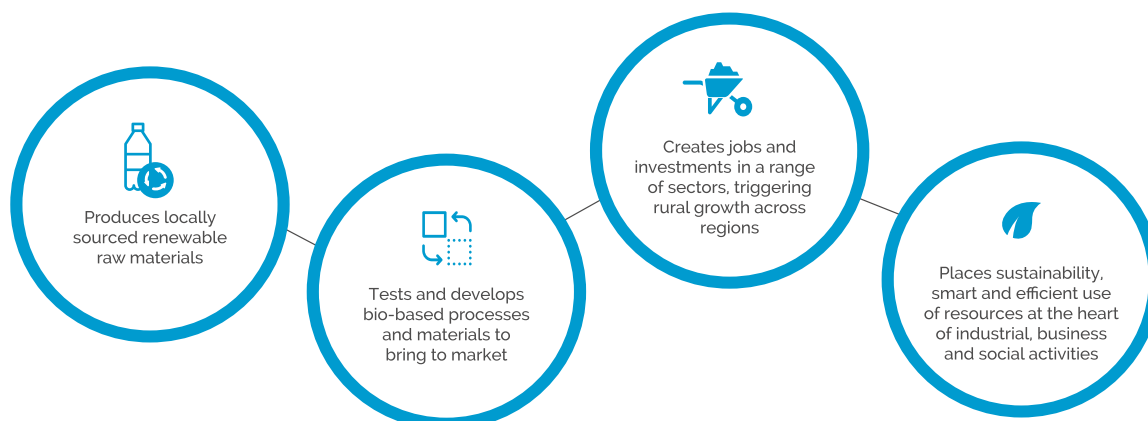 Produces locally
sourced renewable
raw materials
Tests and develops
bio-based processes
and materials to
bring to market
Creates jobs and
investments in a range
of sectors, triggering
rural growth across
regions
Places sustainability,
smart and efficient use
of resources at the heart
of industrial, business
and social activities